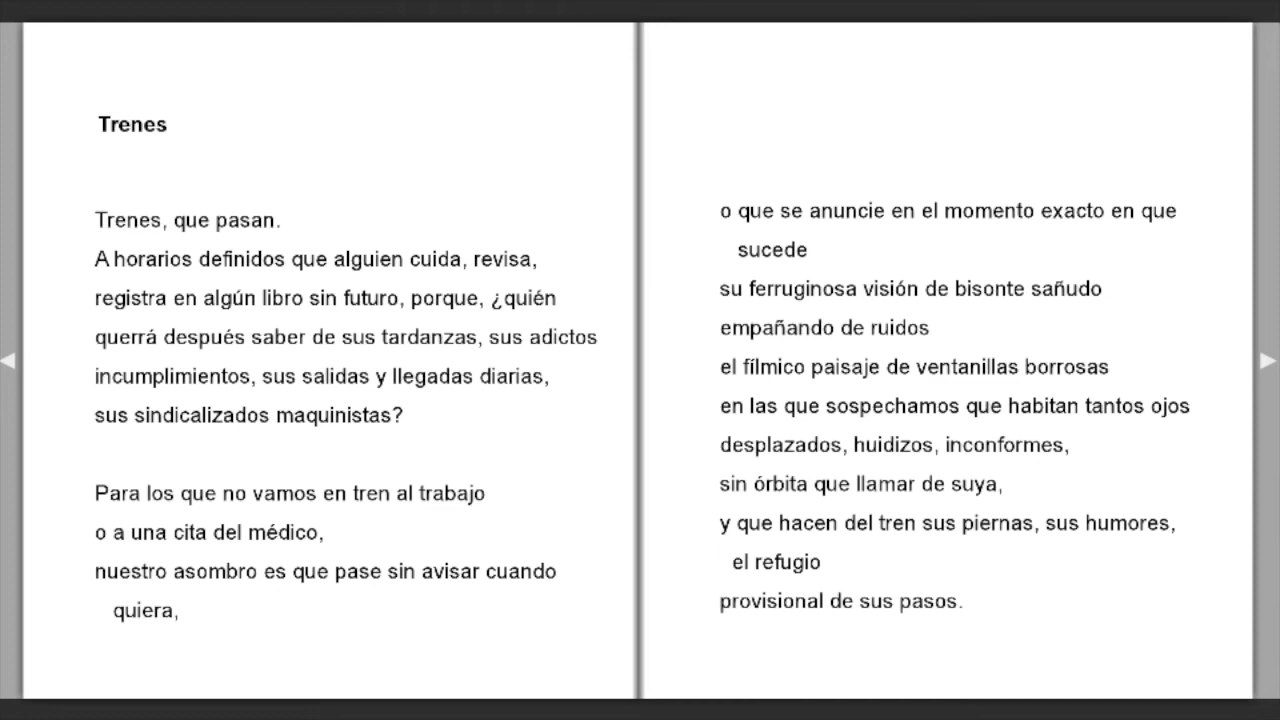 Trenes
Trenes, que pasan.
A horarios definidos que alguien cuida, revisa,
registra en algún libro sin futuro, porque, ¿quién
querrá después saber de sus tardanzas, sus adictos
incumplimientos, sus salidas y llegadas diarias,
sus sindicalizados maquinistas?
Para los que no vamos en tren al trabajo
o a una cita del médico,
nuestro asombro es que pase sin avisar cuando
quiera,
o que se anuncie en el momento exacto en que
sucede
su ferruginosa visión de bisonte sañudo
empañando de ruidos
el fílmico paisaje de ventanillas borrosas
en las que sospechamos que habitan tantos ojos
desplazados, huidizos, inconformes,
sin órbita que llamar de suya,
y que hacen del tren sus piernas, sus humores,
el refugio
provisional de sus pasos.